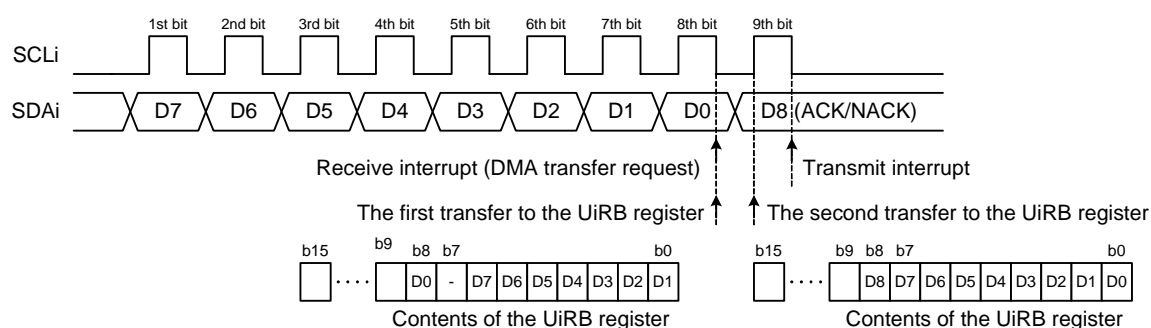 1st bit 2nd bit 3rd bit 4th bit 5th bit 6th bit 7th bit 8th bit 9th bit
SCLi
SDAi D7 D6 D5 D4 D3 D2 D1 D0 D8 (ACK/NACK)
Receive interrupt (DMA transfer request) Transmit interrupt
The first transfer to the UiRB register The second transfer to the UiRB register
b15 b9 b8 b7 b0 b15 b9 b8 b7 b0
···· D0 - D7 D6 D5 D4 D3 D2 D1 ···· D8 D7 D6 D5 D4 D3 D2 D1 D0
Contents of the UiRB register Contents of the UiRB register